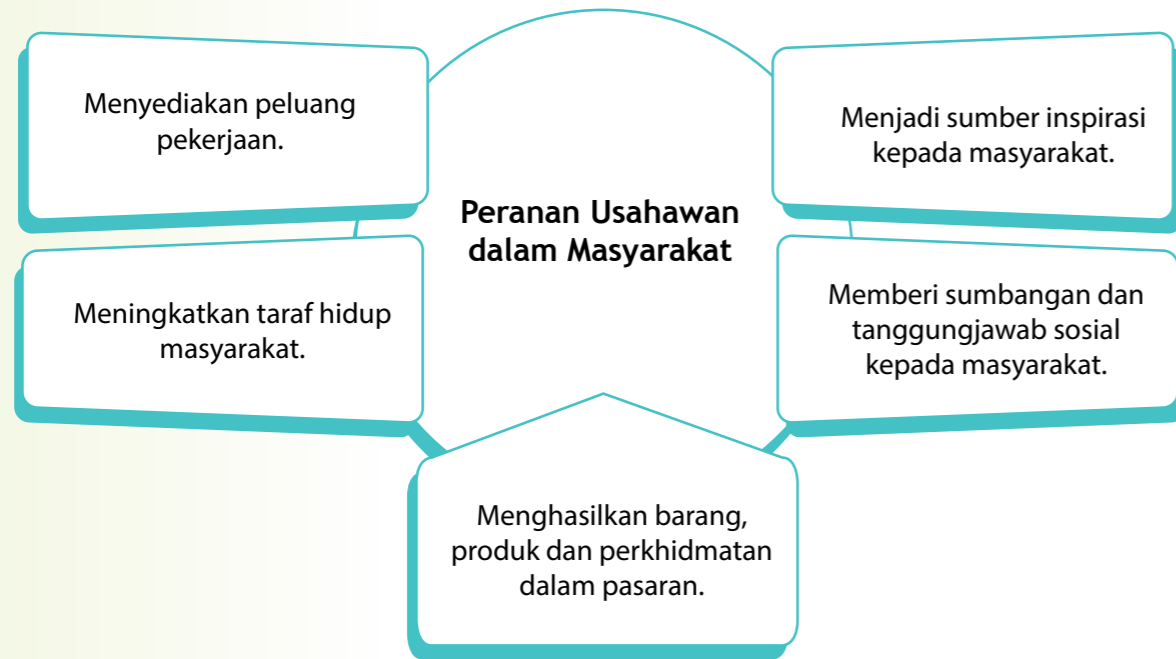 Menyediakan peluang
pekerjaan.
Meningkatkan taraf hidup
masyarakat.
Peranan Usahawan
dalam Masyarakat
Menjadi sumber inspirasi
kepada masyarakat.
Memberi sumbangan dan
tanggungjawab sosial
kepada masyarakat.
Menghasilkan barang,
produk dan perkhidmatan
dalam pasaran.